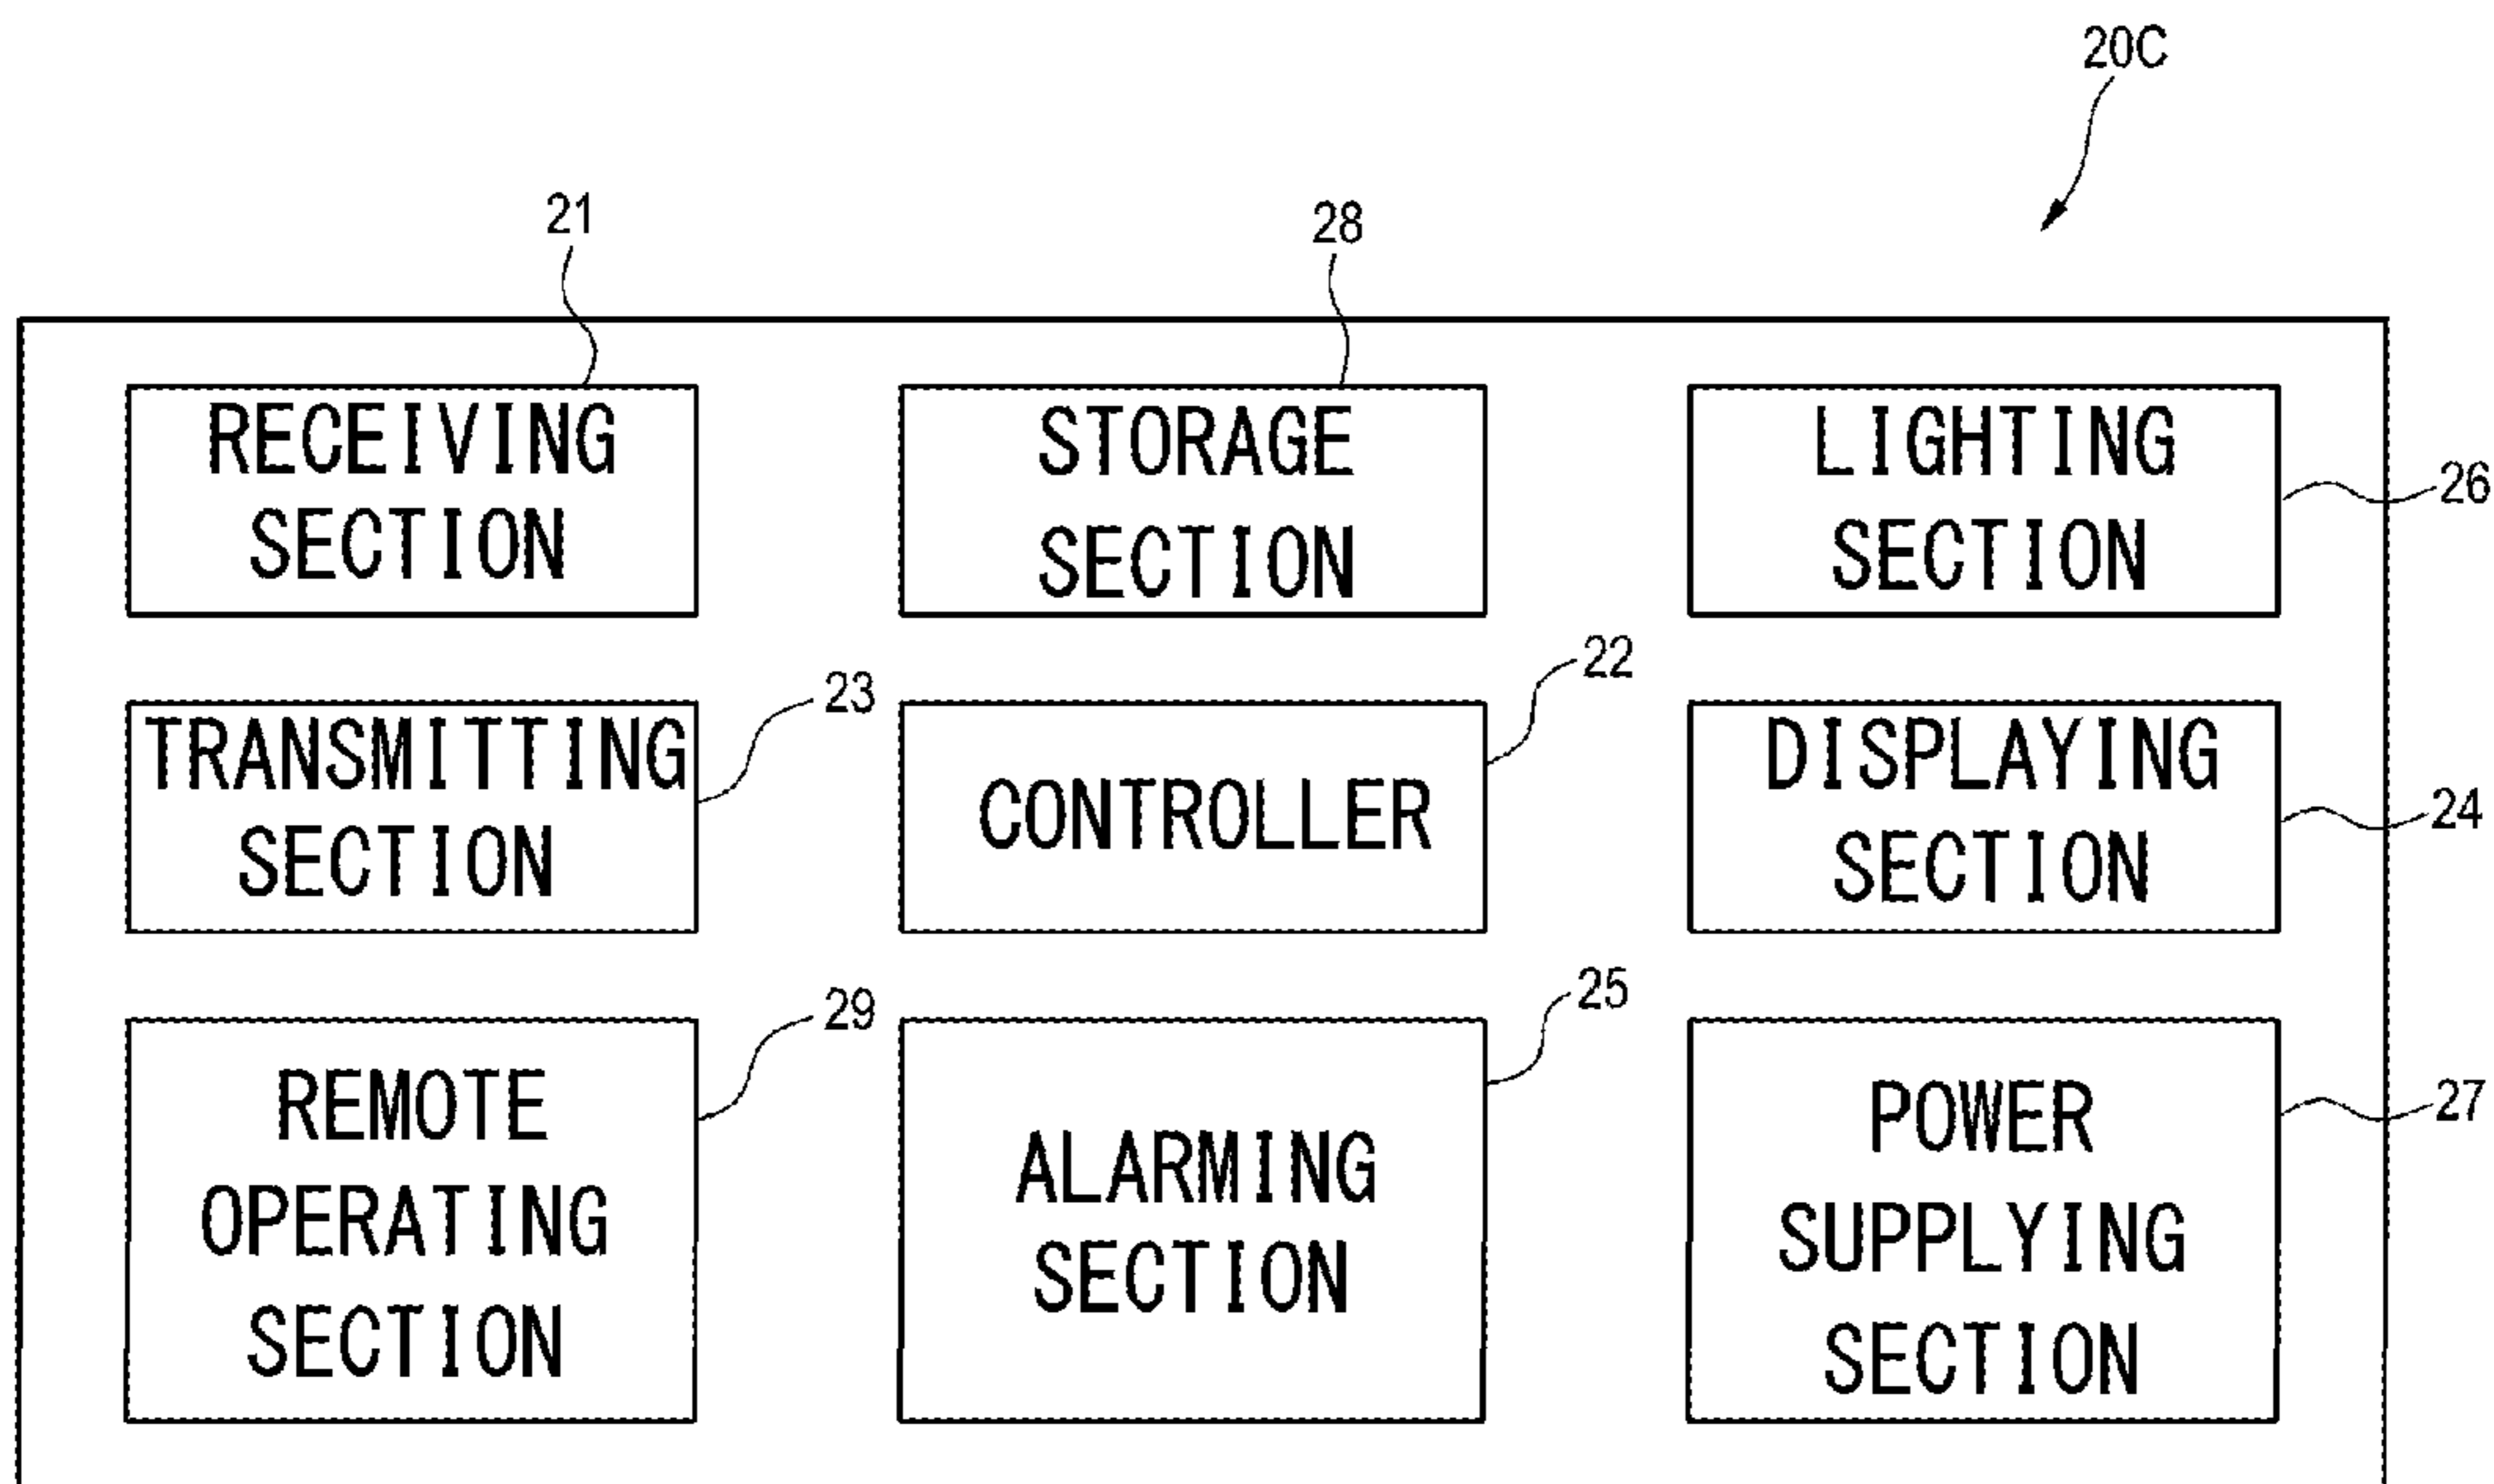 20C
21
28
RECEIVING
SECTION
STORAGE
SECTION
LIGHTING
SECTION
26
TRANSMITTING
SECTION
23
CONTROLLER
22
DISPLAYING
SECTION
24
REMOTE
OPERATING
SECTION
29
ALARMING
SECTION
25
POWER
SUPPLYING
SECTION
27